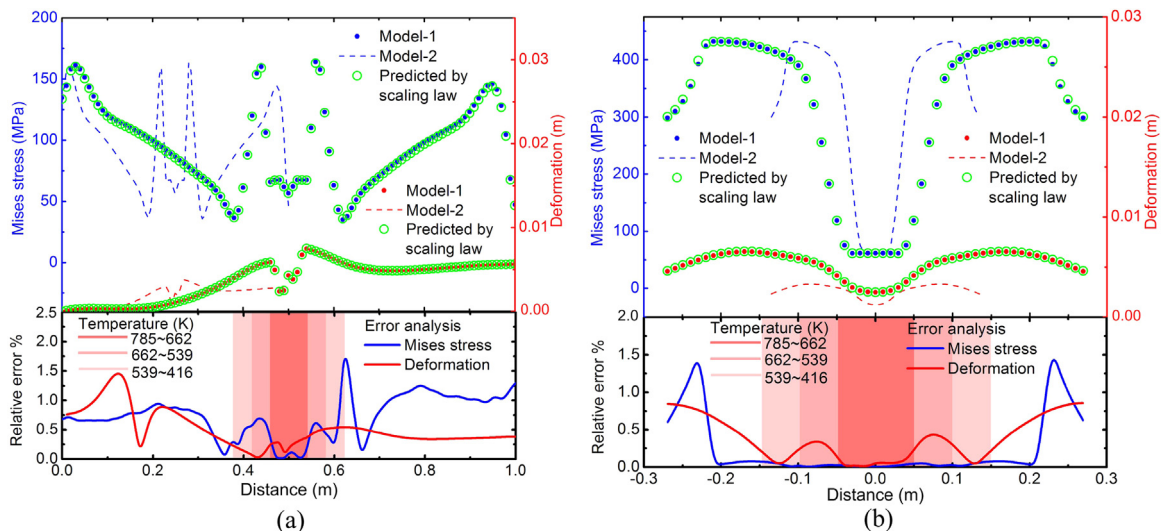 200
150
100
50
0
Mises stress (MPa)
Model-1
Model-2
Predicted by
scaling law
Model-1
Model-2
Predicted by
scaling law
0.03
0.02
0.01
0.00
Deformation (m)
2.5
2.0
1.5
1.0
0.5
0.0
Relative error %
Temperature (K)
785~662
662~539
539~416
Error analysis
Mises stress
Deformation
0.0 0.2 0.4 0.6 0.8 1.0
Distance (m)
(a)
400
300
200
100
0
Mises stress (MPa)
Model-1
Model-2
Predicted by
scaling law
Model-1
Model-2
Predicted by
scaling law
0.03
0.02
0.01
0.00
Deformation (m)
2.0
1.5
1.0
0.5
0.0
Relative error %
Temperature (K)
785~662
662~539
539~416
Error analysis
Mises stress
Deformation
-0.3 -0.2 -0.1 0.0 0.1 0.2 0.3
Distance (m)
(b)